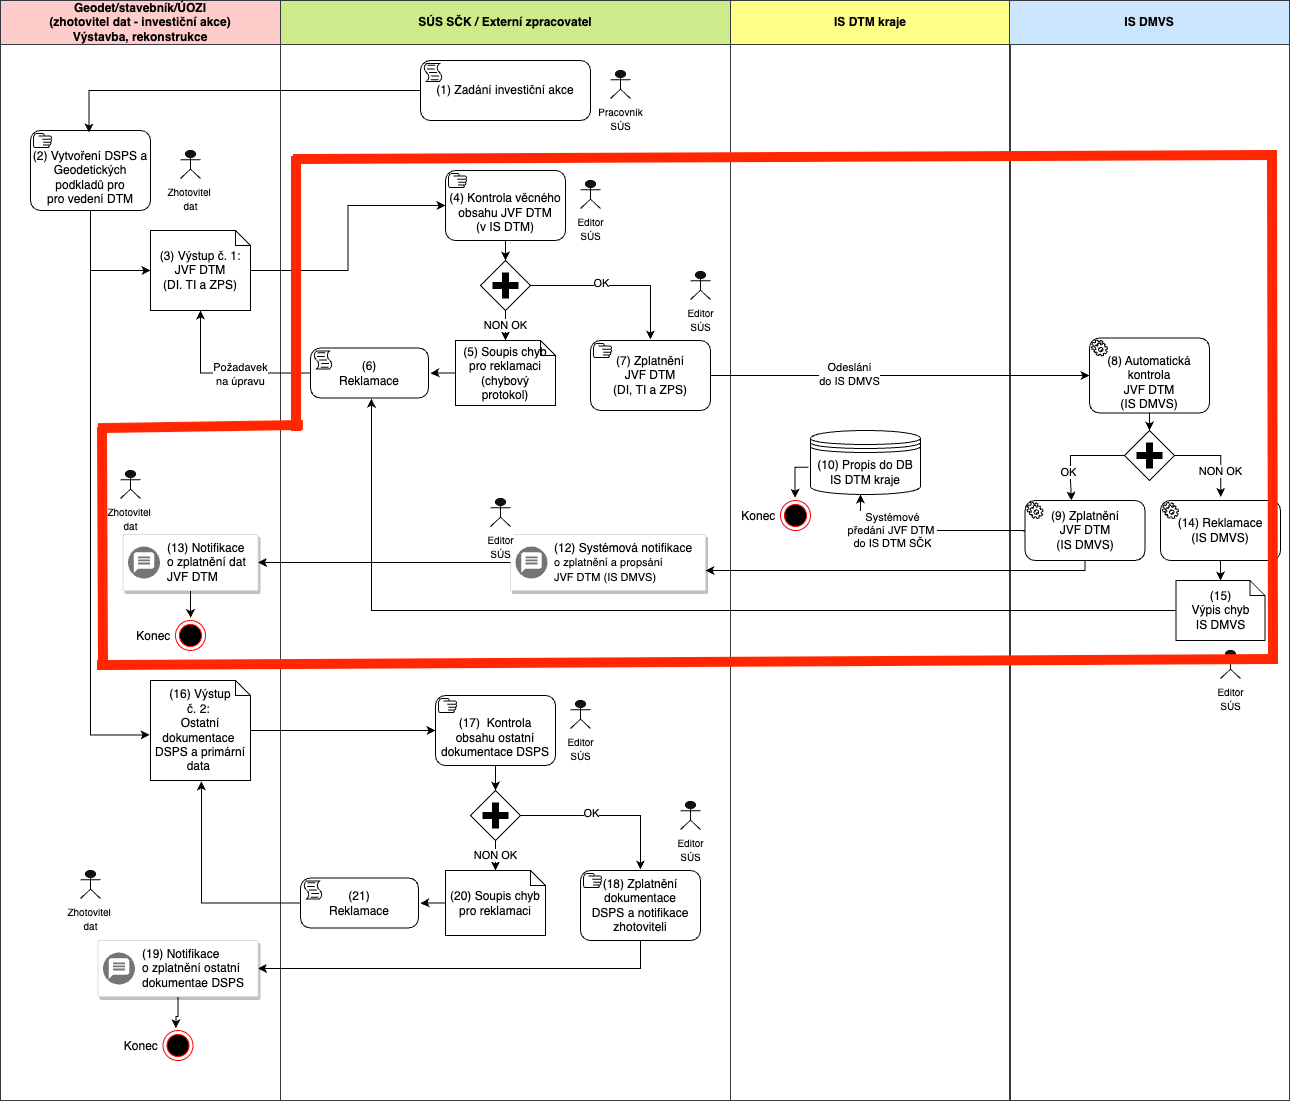 Geodet/stavebník/ÚOZI
(zhotovitel dat - investiční akce)
Výstavba, rekonstrukce
SÚS SČK / Externí zpracovatel
IS DTM kraje
IS DMVS
(1) Zadání investiční akce
Pracovník
SÚS
(2) Vytvoření DSPS a
Geodetických
podkladů pro
pro vedení DTM
Zhotovitel
dat
(3) Výstup č. 1:
JVF DTM
(DI. TI a ZPS)
(4) Kontrola věcného
obsahu JVF DTM
(v IS DTM)
Editor
SÚS
OK
NON OK
Editor
SÚS
(5) Soupis chyb
pro reklamaci
(chybový
protokol)
(6)
Reklamace
Požadavek
na úpravu
(7) Zplatnění
JVF DTM
(DI, TI a ZPS)
Odeslání
do IS DMVS
(8) Automatická
kontrola
JVF DTM
(IS DMVS)
OK
NON OK
(9) Zplatnění
JVF DTM
(IS DMVS)
(14) Reklamace
(IS DMVS)
(10) Propis do DB
IS DTM kraje
Konec
Systémové
předání JVF DTM
do IS DTM SČK
Zhotovitel
dat
Editor
SÚS
(12) Systémová notifikace
o zplatnění a propsání
JVF DTM (IS DMVS)
(13) Notifikace
o zplatnění dat
JVF DTM
Konec
(15)
Výpis chyb
IS DMVS
Editor
SÚS
(16) Výstup
č. 2:
Ostatní
dokumentace
DSPS a primární
data
(17) Kontrola
obsahu ostatní
dokumentace DSPS
Editor
SÚS
OK
NON OK
Editor
SÚS
(18) Zplatnění
dokumentace
DSPS a notifikace
zhotoviteli
(20) Soupis chyb
pro reklamaci
(21)
Reklamace
Zhotovitel
dat
(19) Notifikace
o zplatnění ostatní
dokumentae DSPS
Konec